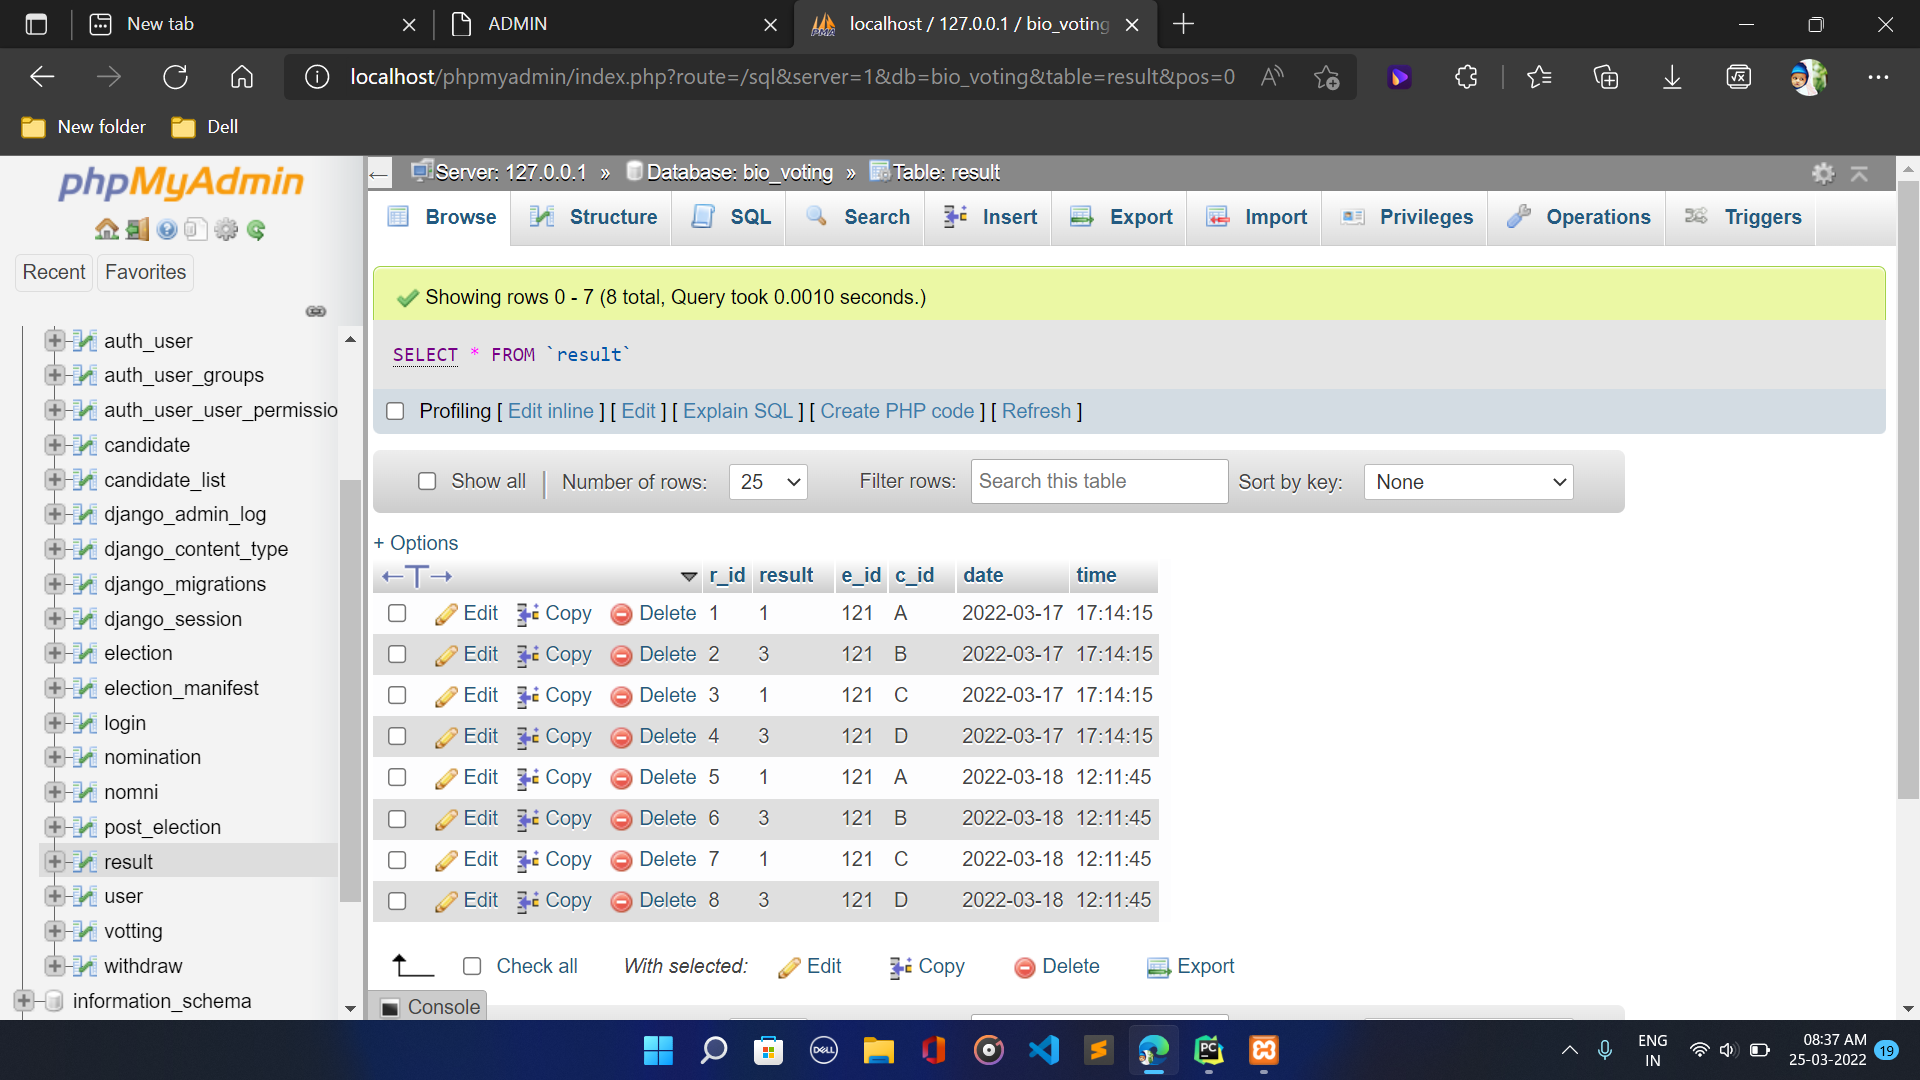 New tab
ADMIN
localhost / 127.0.0.1 / bio_voting
localhost/phpmyadmin/index.php?route=/sql&server=1&db=bio_voting&table=result&pos=0
New folder
Dell
phpMyAdmin
Recent
Favorites
auth_user
auth_user_groups
auth_user_user_permissio
candidate
candidate_list
django_admin_log
django_content_type
django_migrations
django_session
election
election_manifest
login
nomination
nomni
post_election
result
user
votting
withdraw
information_schema
Server: 127.0.0.1 » Database: bio_voting » Table: result
Browse
Structure
SQL
Search
Insert
Export
Import
Privileges
Operations
Triggers
Showing rows 0 - 7 (8 total, Query took 0.0010 seconds.)
SELECT * FROM `result`
Profiling [ Edit inline ] [ Edit ] [ Explain SQL ] [ Create PHP code ] [ Refresh ]
Show all | Number of rows: 25 Filter rows: Search this table Sort by key: None
+ Options
←T→ r_id result e_id c_id date time
Edit Copy Delete 1 1 121 A 2022-03-17 17:14:15
Edit Copy Delete 2 3 121 B 2022-03-17 17:14:15
Edit Copy Delete 3 1 121 C 2022-03-17 17:14:15
Edit Copy Delete 4 3 121 D 2022-03-17 17:14:15
Edit Copy Delete 5 1 121 A 2022-03-18 12:11:45
Edit Copy Delete 6 3 121 B 2022-03-18 12:11:45
Edit Copy Delete 7 1 121 C 2022-03-18 12:11:45
Edit Copy Delete 8 3 121 D 2022-03-18 12:11:45
Check all With selected: Edit Copy Delete Export
Console
ENG
IN
08:37 AM
25-03-2022
19